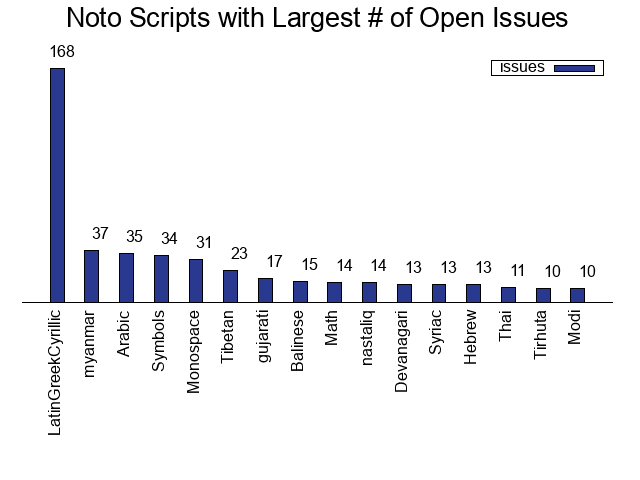 Noto Scripts with Largest # of Open Issues
issues
168
37
35
34
31
23
17
15
14
14
13
13
13
11
10
10
LatinGreekCyrillic
myanmar
Arabic
Symbols
Monospace
Tibetan
gujarati
Balinese
Math
nastaliq
Devanagari
Syriac
Hebrew
Thai
Tirhuta
Modi